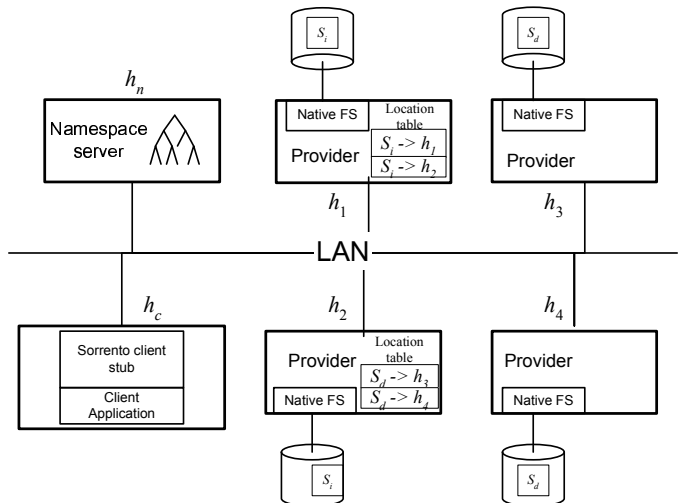 S_i
S_d
h_n
Namespace
server
Native FS
Location
table
Provider
S_i -> h_1
S_i -> h_2
Native FS
Provider
h_1
h_3
LAN
h_c
h_2
h_4
Sorrento client
stub
Client
Application
Provider
Location
table
S_d -> h_3
S_d -> h_4
Native FS
Provider
Native FS
S_i
S_d